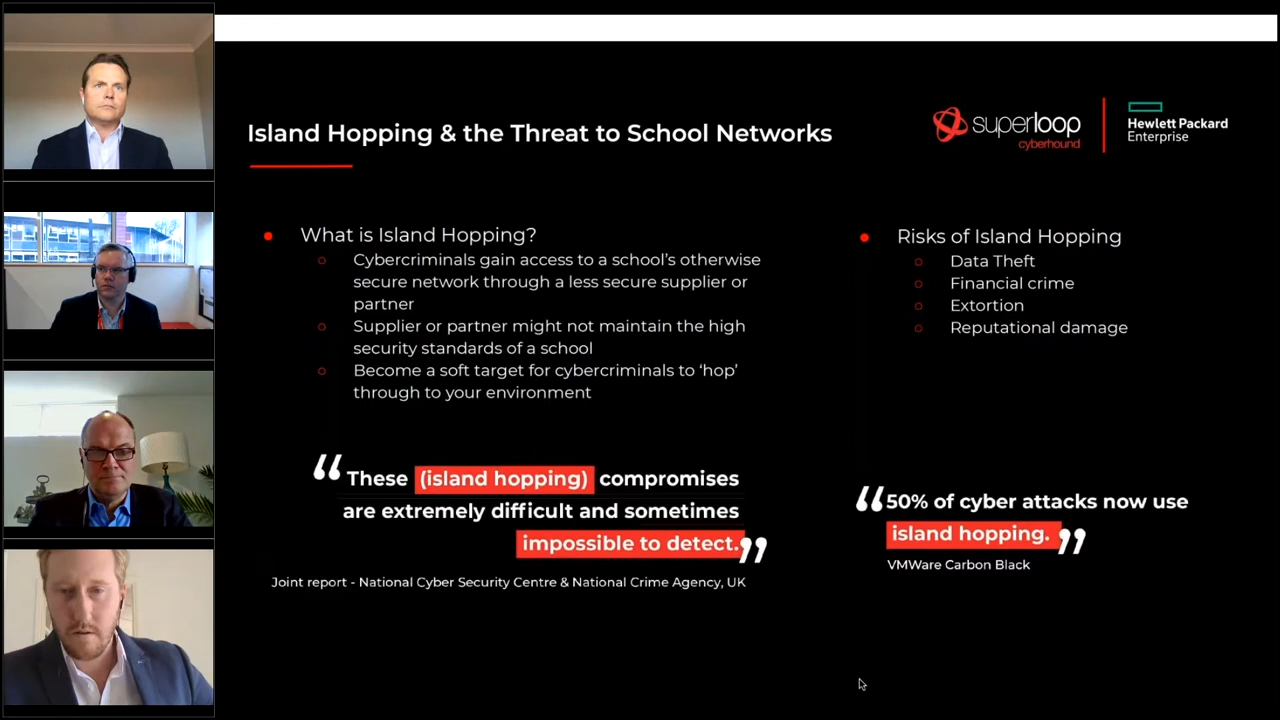 Island Hopping & the Threat to School Networks
superloop
cyberhound
Hewlett Packard
Enterprise
What is Island Hopping?
Cybercriminals gain access to a school's otherwise
secure network through a less secure supplier or
partner
Supplier or partner might not maintain the high
security standards of a school
Become a soft target for cybercriminals to ‘hop’
through to your environment
“These (island hopping) compromises
are extremely difficult and sometimes
impossible to detect.”
Joint report - National Cyber Security Centre & National Crime Agency, UK
Risks of Island Hopping
Data Theft
Financial crime
Extortion
Reputational damage
“50% of cyber attacks now use
island hopping.”
VMWare Carbon Black